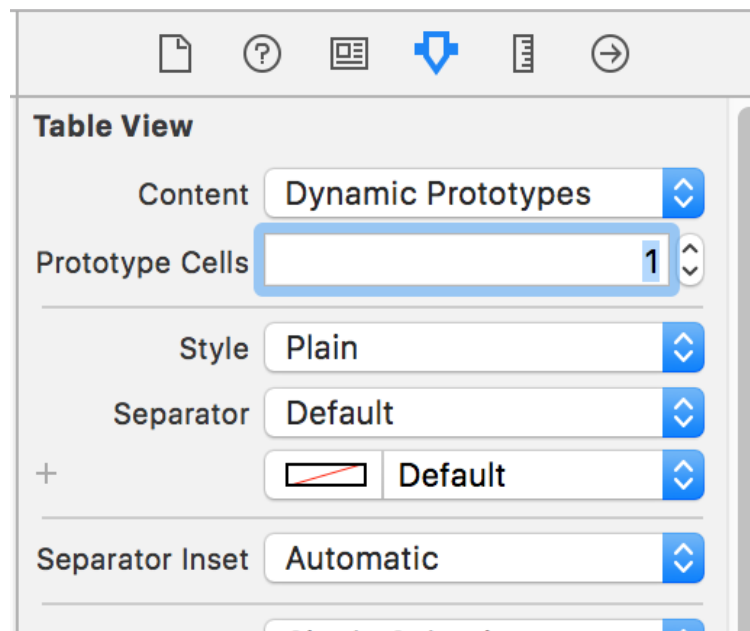 Table View
Content Dynamic Prototypes
Prototype Cells 1
Style Plain
Separator Default
Default
Separator Inset Automatic